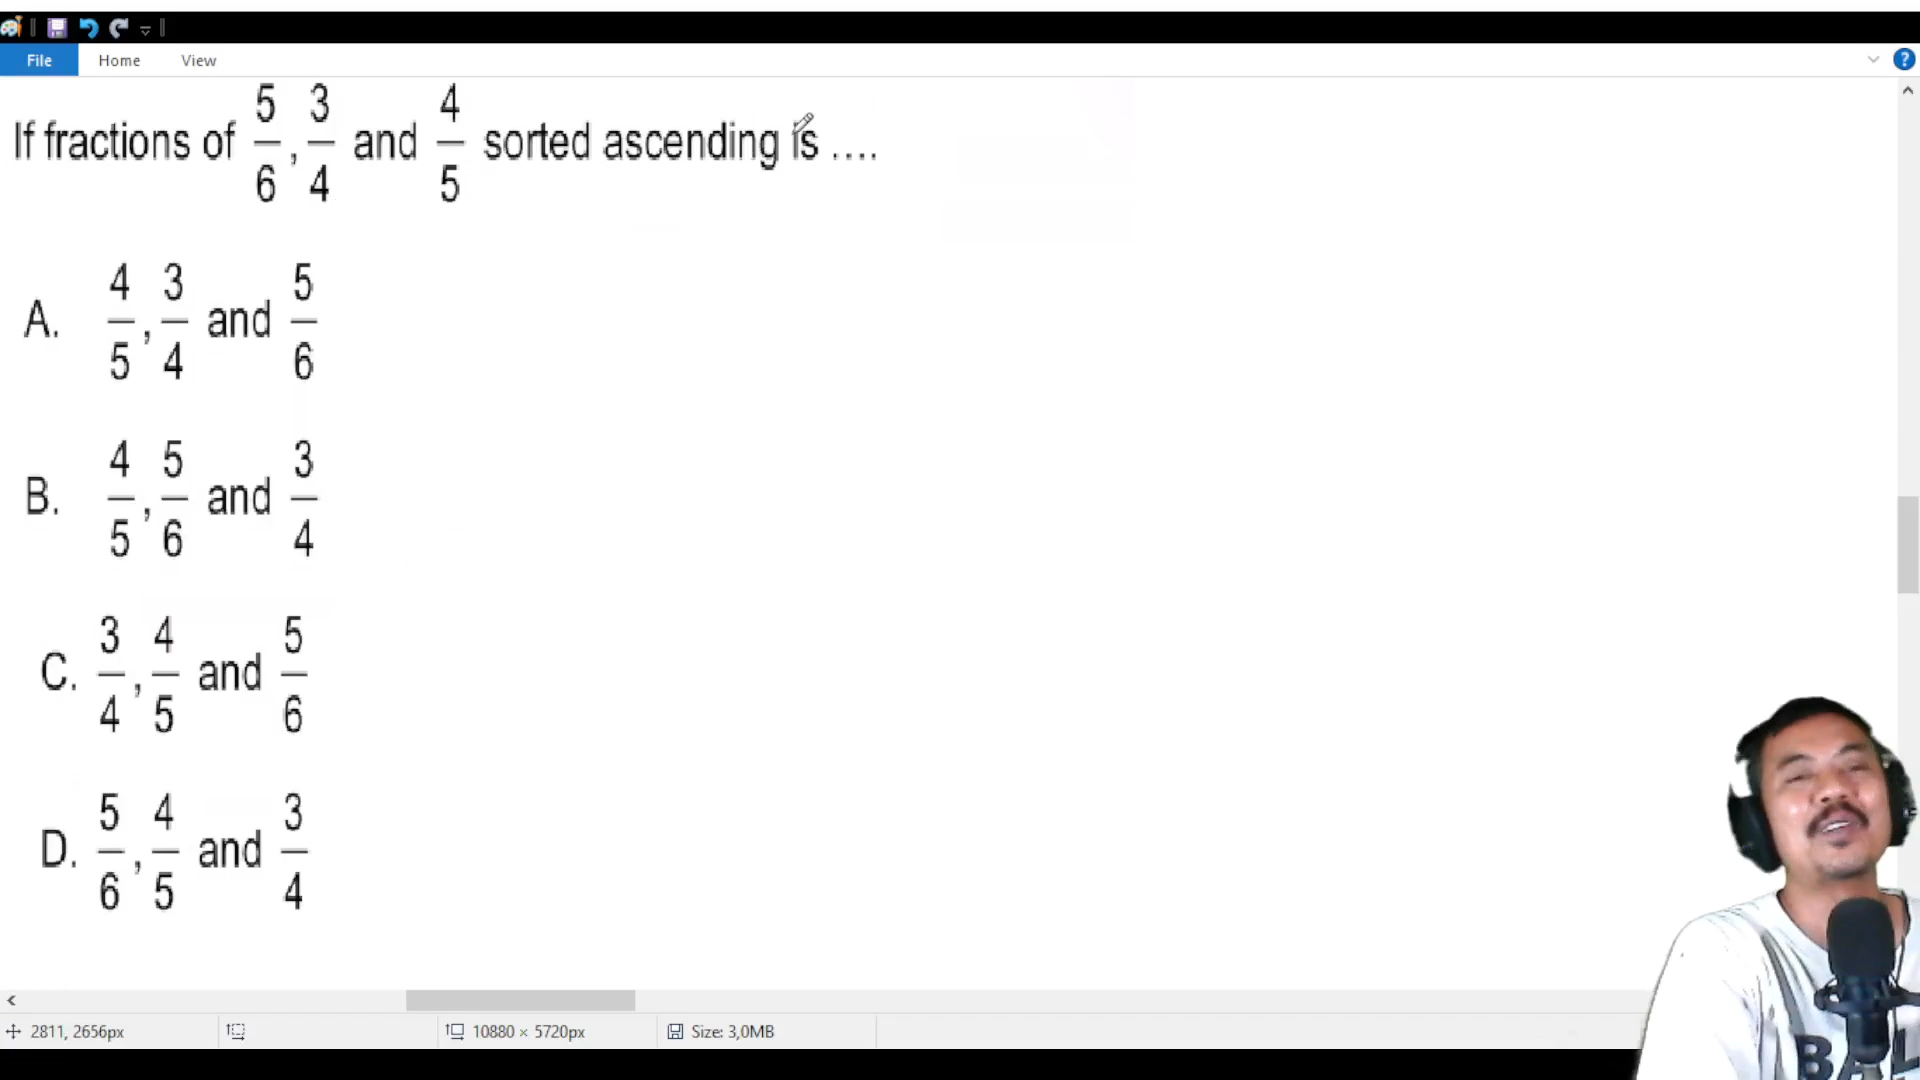 File Home View
If fractions of 5/6, 3/4 and 4/5 sorted ascending is ....
A. 4/5, 3/4 and 5/6
B. 4/5, 5/6 and 3/4
C. 3/4, 4/5 and 5/6
D. 5/6, 4/5 and 3/4
2811, 2656px 10880 × 5720px Size: 3,0MB